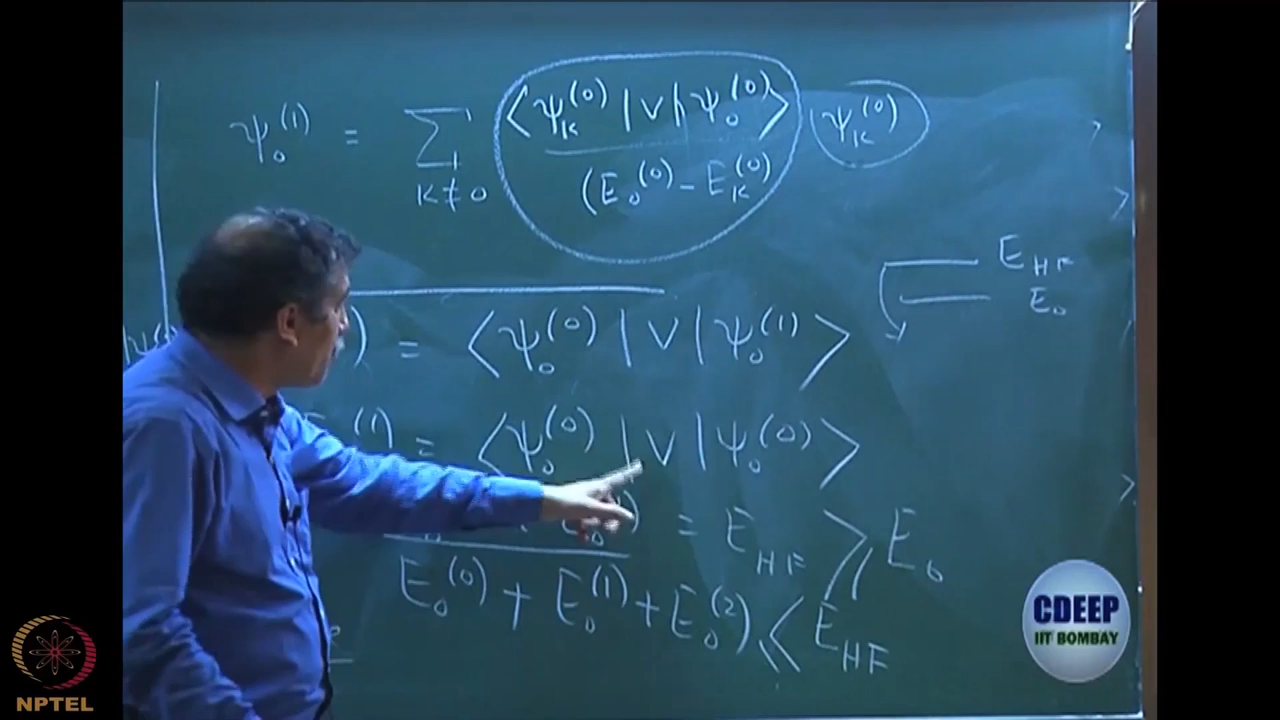 ψ₀⁽¹⁾ = Σ K≠0 ⟨ψ_K⁽⁰⁾|V|ψ₀⁽⁰⁾⟩ / (E₀⁽⁰⁾ - E_K⁽⁰⁾) ψ_K⁽⁰⁾
E_HF
E₀
) = ⟨ψ₀⁽⁰⁾|V|ψ₀⁽¹⁾⟩
⁽¹⁾ = ⟨ψ₀⁽⁰⁾|V|ψ₀⁽⁰⁾⟩
= E_HF ⩾ E₀
E₀⁽⁰⁾ + E₀⁽¹⁾ + E₀⁽²⁾ ⩽ E_HF
CDEEP
IIT BOMBAY
NPTEL